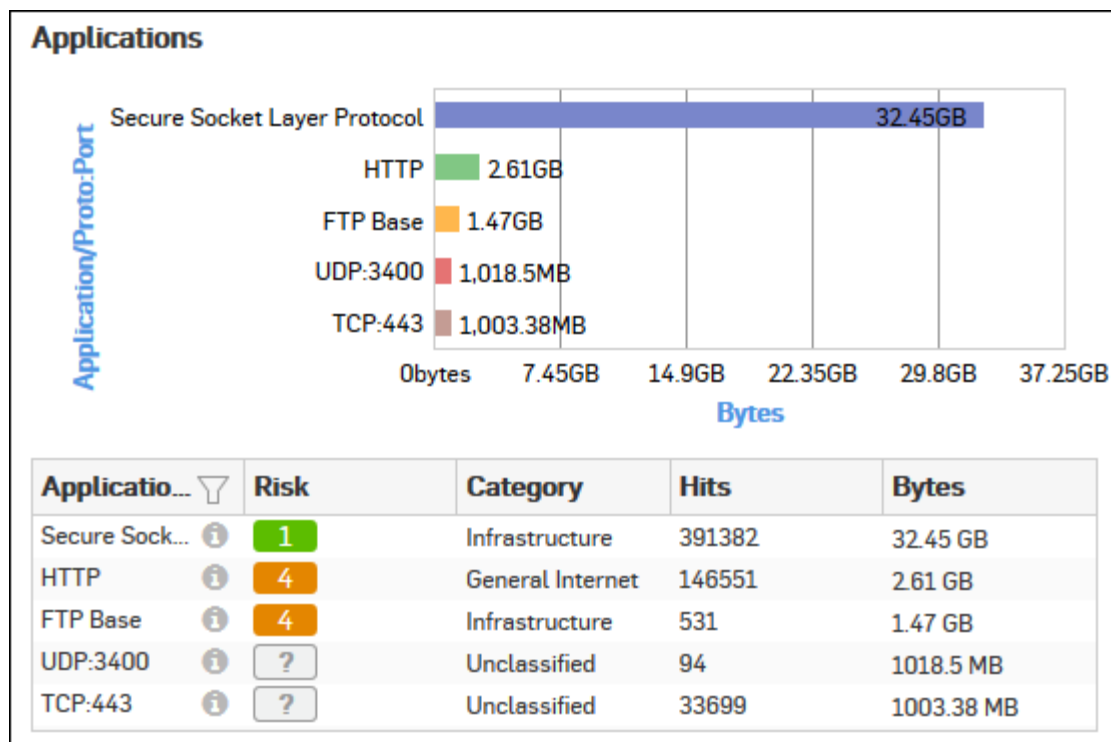 Applications
Application/Proto:Port
Secure Socket Layer Protocol 32.45GB
HTTP 2.61GB
FTP Base 1.47GB
UDP:3400 1,018.5MB
TCP:443 1,003.38MB
0bytes 7.45GB 14.9GB 22.35GB 29.8GB 37.25GB
Bytes
Applicatio... Risk Category Hits Bytes
Secure Sock... 1 Infrastructure 391382 32.45 GB
HTTP 4 General Internet 146551 2.61 GB
FTP Base 4 Infrastructure 531 1.47 GB
UDP:3400 ? Unclassified 94 1018.5 MB
TCP:443 ? Unclassified 33699 1003.38 MB